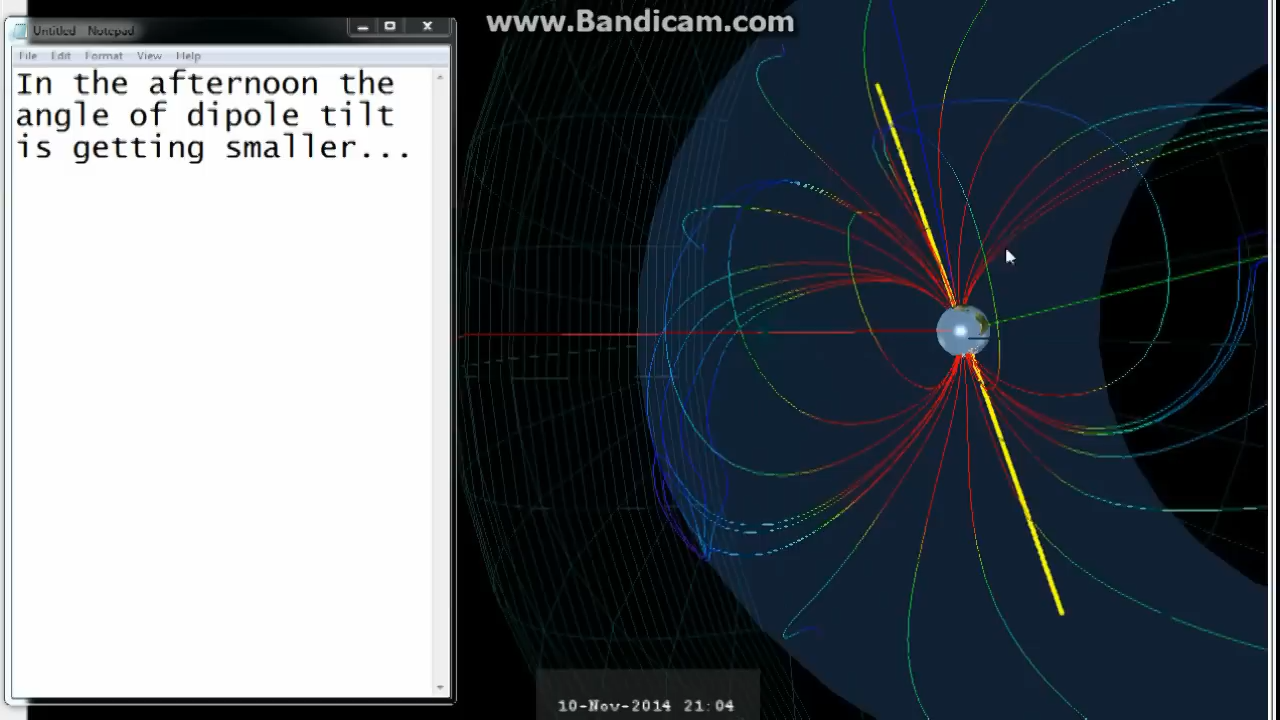 www.Bandicam.com
Untitled - Notepad
File Edit Format View Help
In the afternoon the
angle of dipole tilt
is getting smaller...
10-Nov-2014 21:04